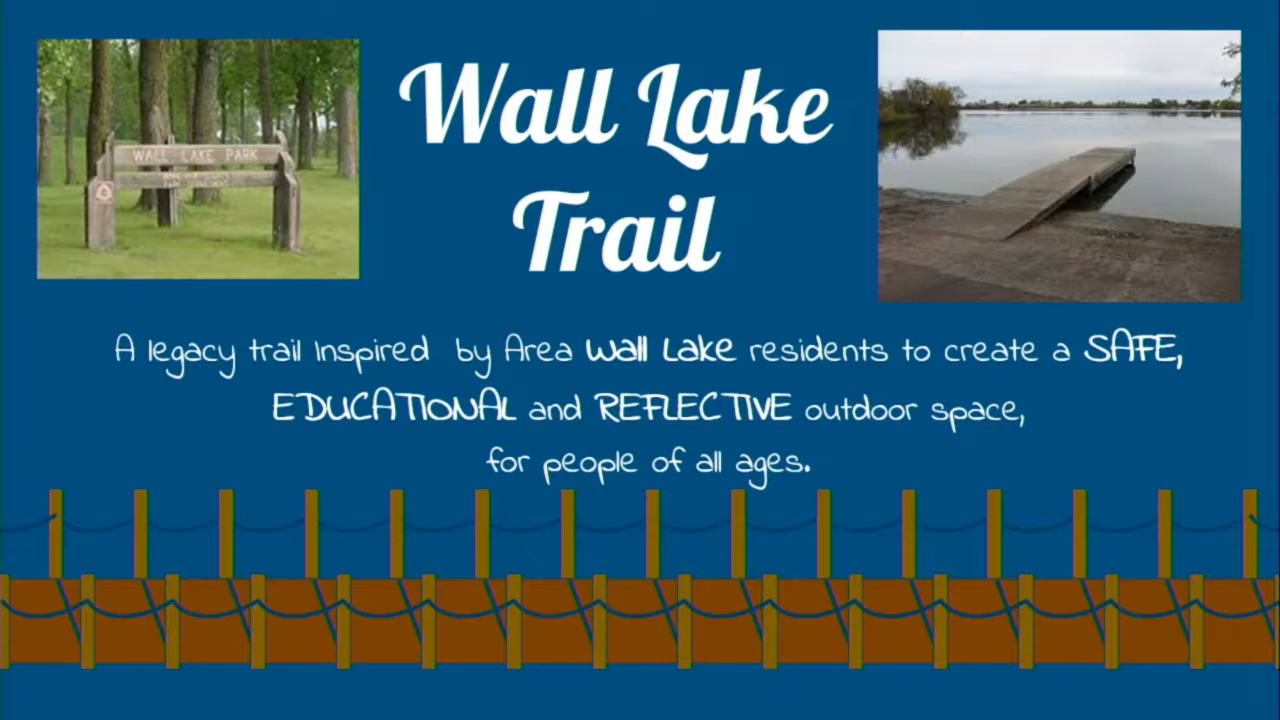 Wall Lake
Trail
WALL LAKE PARK
A legacy trail Inspired by Area Wall Lake residents to create a SAFE,
EDUCATIONAL and REFLECTIVE outdoor space,
for people of all ages.